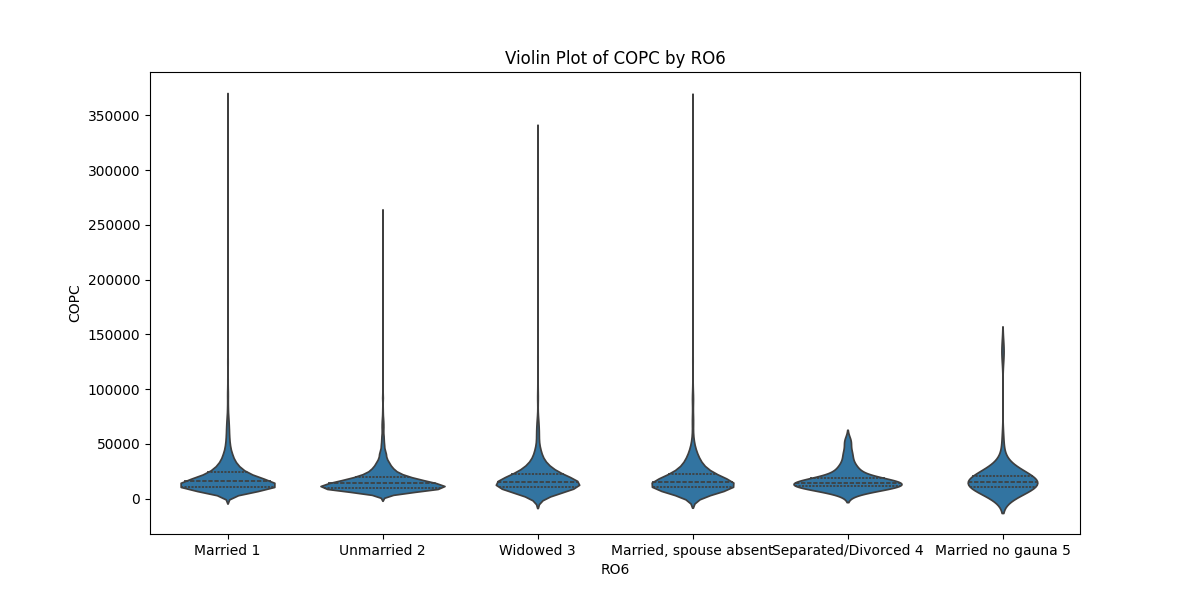 Violin Plot of COPC by RO6
350000
300000
250000
200000
150000
100000
50000
0
COPC
Married 1
Unmarried 2
Widowed 3
Married, spouse absent
Separated/Divorced 4
Married no gauna 5
RO6